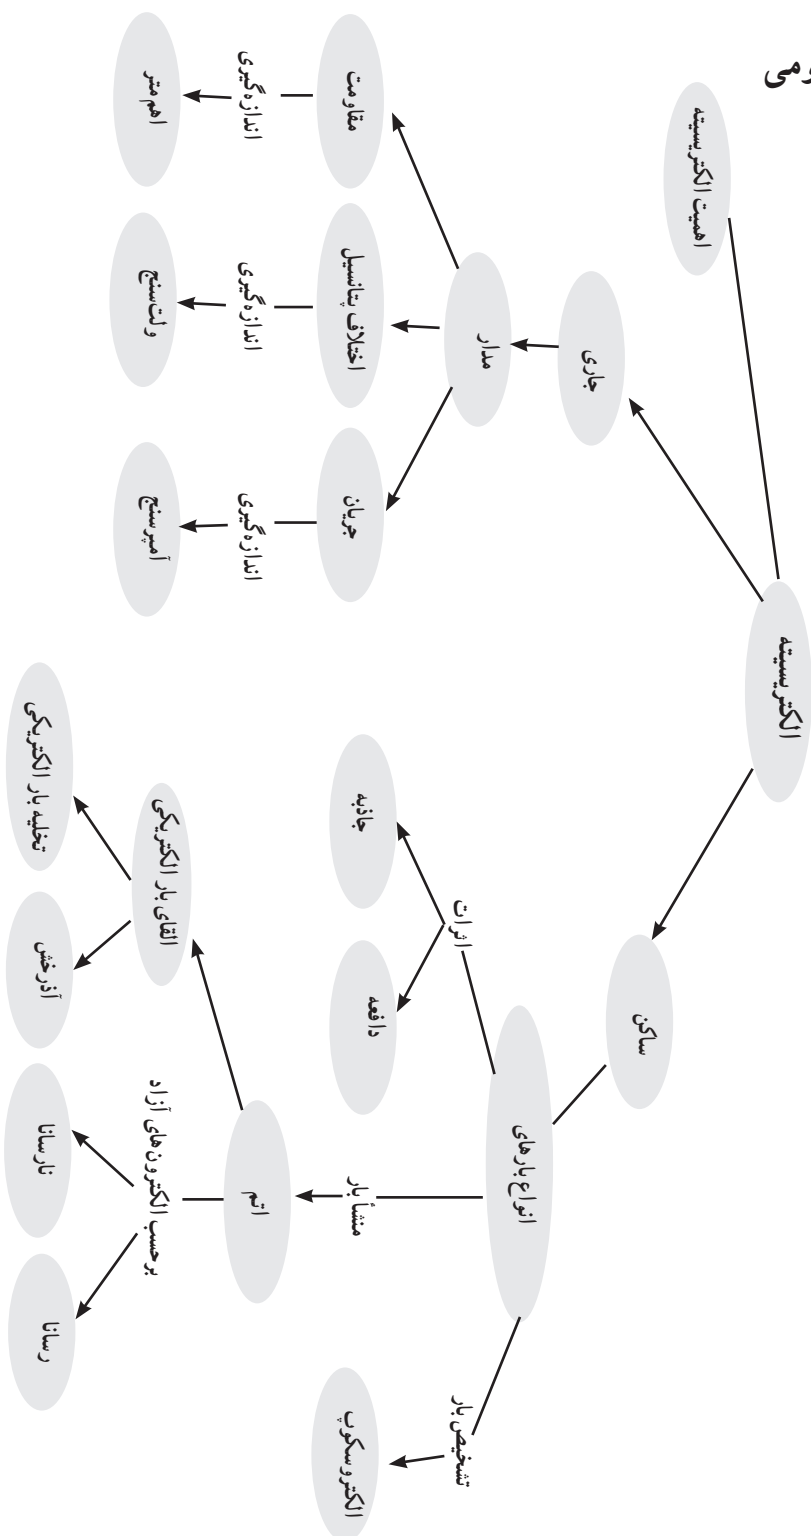 ومی
الکتریسیته
اهمیت الکتریسیته
جاری
مدار
مقاومت
اندازه‌گیری
اهم‌متر
اختلاف پتانسیل
اندازه‌گیری
ولت‌سنج
جریان
اندازه‌گیری
آمپرسنج
ساکن
انواع بارهای
اثرات
جاذبه
دافعه
منشأ بار
اتم
القای بار الکتریکی
تخلیه بار الکتریکی
آذرخش
برحسب الکترون‌های آزاد
نارسانا
رسانا
تشخیص بار
الکتروسکوپ